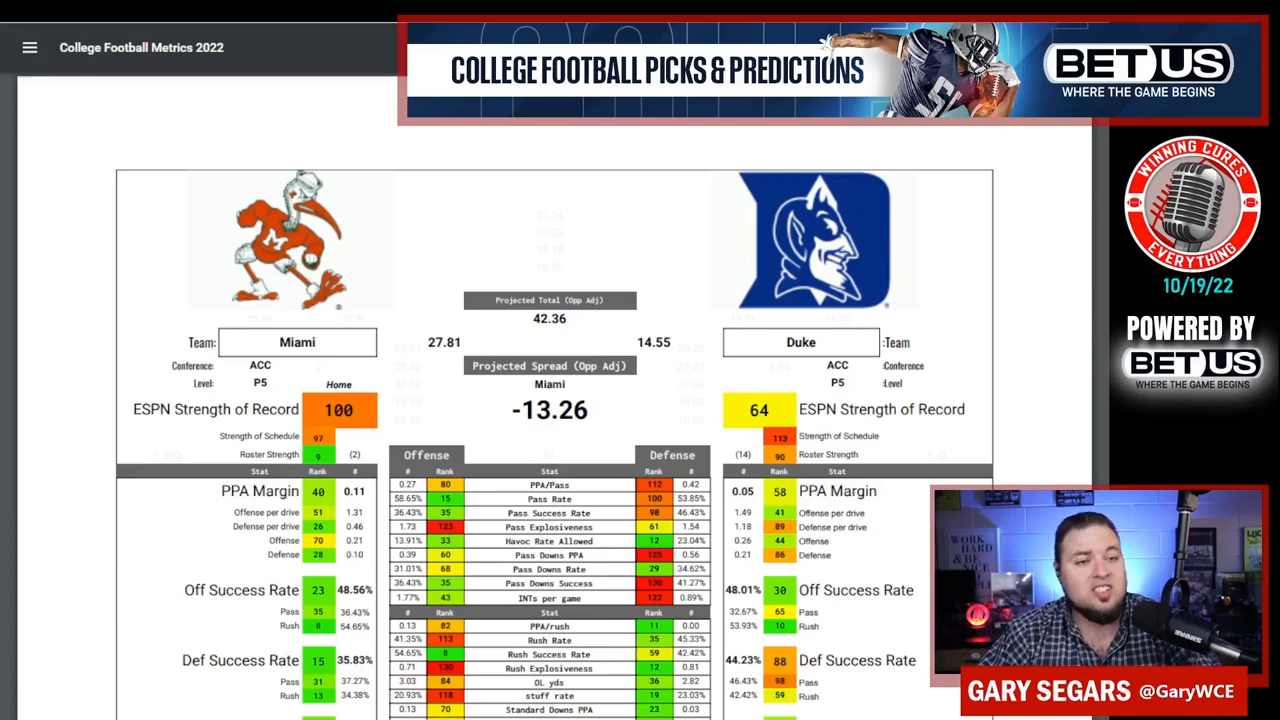 College Football Metrics 2022
COLLEGE FOOTBALL PICKS & PREDICTIONS
BETUS
WHERE THE GAME BEGINS
WINNING CURES
EVERYTHING
10/19/22
POWERED BY
BETUS
WHERE THE GAME BEGINS
M
Projected Total (Opp Adj)
42.36
Team: Miami 27.81 14.55 Duke :Team
Projected Spread (Opp Adj)
Conference: ACC ACC :Conference
Level: P5 Home Miami P5 :Level
ESPN Strength of Record 100 -13.26 64 ESPN Strength of Record
Strength of Schedule 97 113 Strength of Schedule
Roster Strength 9 (2) Offense Defense (14) 90 Roster Strength
Stat Rank # # Rank Stat Rank # # Rank Stat
0.27 80 PPA/Pass 112 0.42
58.65% 15 Pass Rate 100 53.85%
36.43% 35 Pass Success Rate 98 46.43%
1.73 123 Pass Explosiveness 61 1.54
13.91% 33 Havoc Rate Allowed 12 23.04%
0.39 60 Pass Downs PPA 125 0.56
31.01% 68 Pass Downs Rate 29 34.62%
36.43% 35 Pass Downs Success 130 41.27%
1.77% 43 INTs per game 122 0.89%
# Rank Stat Rank #
0.13 82 PPA/rush 11 0.00
41.35% 113 Rush Rate 35 45.33%
54.65% 8 Rush Success Rate 59 42.42%
0.71 130 Rush Explosiveness 12 0.81
3.03 84 OL yds 36 2.82
20.93% 118 stuff rate 19 23.03%
0.13 70 Standard Downs PPA 23 0.03
PPA Margin 40 0.11
Offense per drive 51 1.31
Defense per drive 26 0.46
Offense 70 0.21
Defense 28 0.10
Off Success Rate 23 48.56%
Pass 35 36.43%
Rush 8 54.65%
Def Success Rate 15 35.83%
Pass 31 37.27%
Rush 13 34.38%
0.05 58 PPA Margin
1.49 41 Offense per drive
1.18 89 Defense per drive
0.26 44 Offense
0.21 86 Defense
48.01% 30 Off Success Rate
32.67% 65 Pass
53.93% 10 Rush
44.23% 88 Def Success Rate
46.43% 98 Pass
42.42% 59 Rush
WORK
HARD
GARY SEGARS @GaryWCE